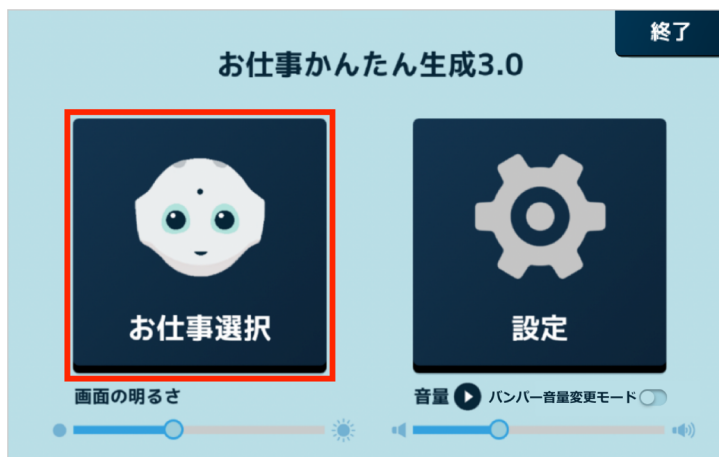 終了
お仕事かんたん生成3.0
お仕事選択
設定
画面の明るさ
音量 バンパー音量変更モード